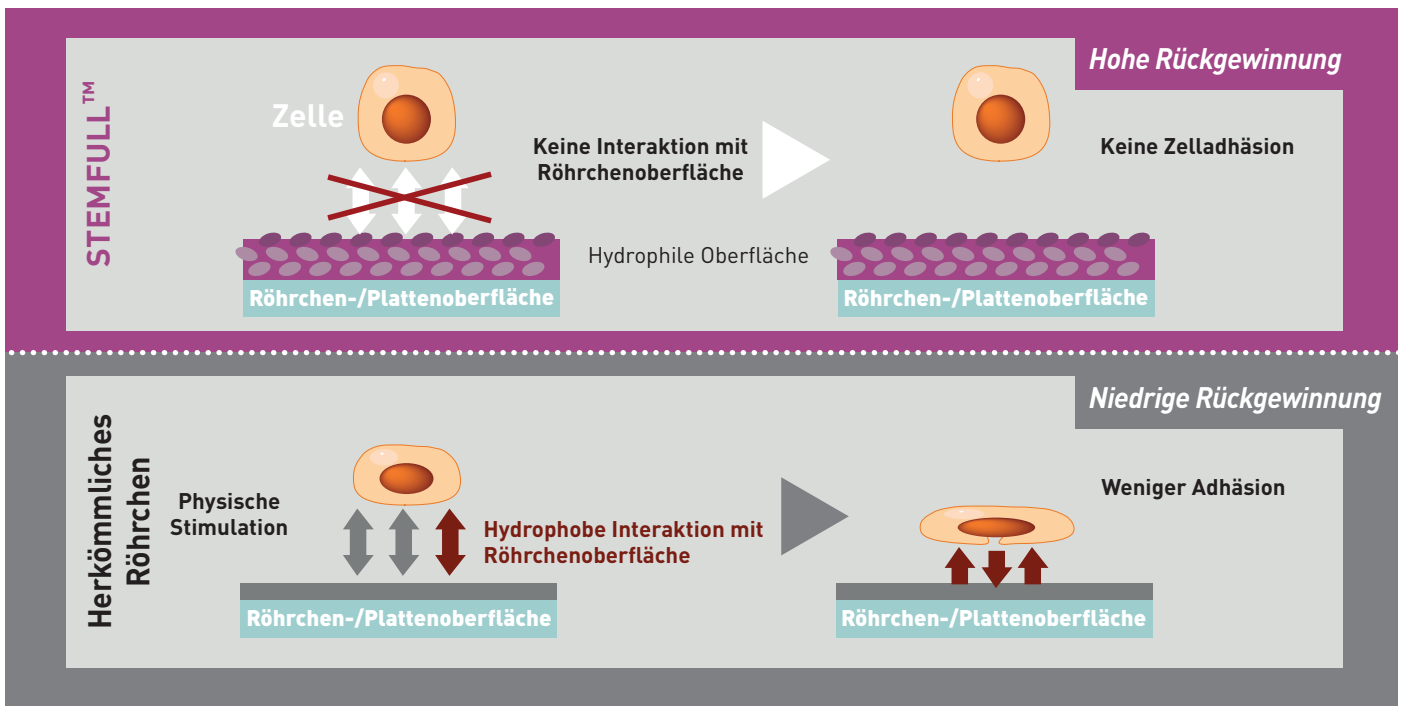 STEMFULL™
Zelle
Keine Interaktion mit
Röhrchenoberfläche
Hohe Rückgewinnung
Keine Zelladhäsion
Hydrophile Oberfläche
Röhrchen-/Plattenoberfläche
Röhrchen-/Plattenoberfläche
Herkömmliches
Röhrchen
Physische
Stimulation
Hydrophobe Interaktion mit
Röhrchenoberfläche
Niedrige Rückgewinnung
Weniger Adhäsion
Röhrchen-/Plattenoberfläche
Röhrchen-/Plattenoberfläche